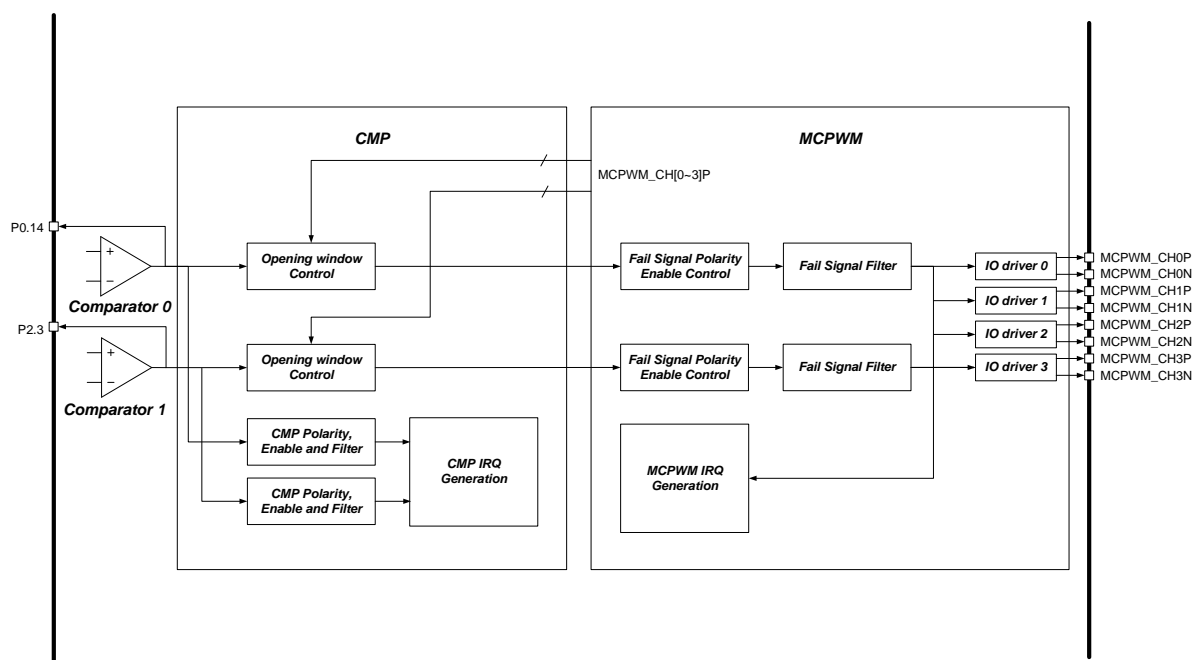 CMP
MCPWM
MCPWM_CH[0~3]P
P0.14
+
−
Comparator 0
Opening window
Control
Fail Signal Polarity
Enable Control
Fail Signal Filter
IO driver 0
MCPWM_CH0P
MCPWM_CH0N
IO driver 1
MCPWM_CH1P
MCPWM_CH1N
P2.3
+
−
Comparator 1
Opening window
Control
Fail Signal Polarity
Enable Control
Fail Signal Filter
IO driver 2
MCPWM_CH2P
MCPWM_CH2N
IO driver 3
MCPWM_CH3P
MCPWM_CH3N
CMP Polarity,
Enable and Filter
CMP Polarity,
Enable and Filter
CMP IRQ
Generation
MCPWM IRQ
Generation